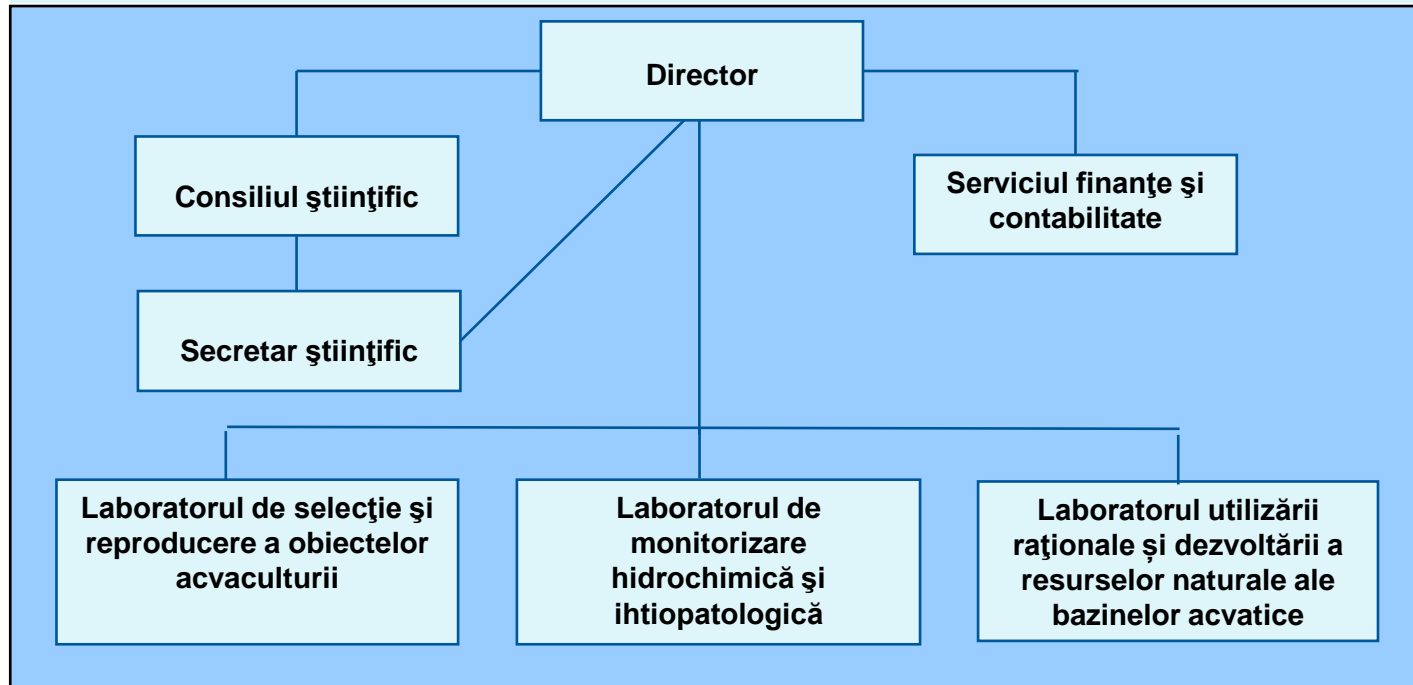 Director
Consiliul ştiinţific
Serviciul finanţe şi
contabilitate
Secretar ştiinţific
Laboratorul de selecţie şi
reproducere a obiectelor
acvaculturii
Laboratorul de
monitorizare
hidrochimică şi
ihtiopatologică
Laboratorul utilizării
raţionale și dezvoltării a
resurselor naturale ale
bazinelor acvatice